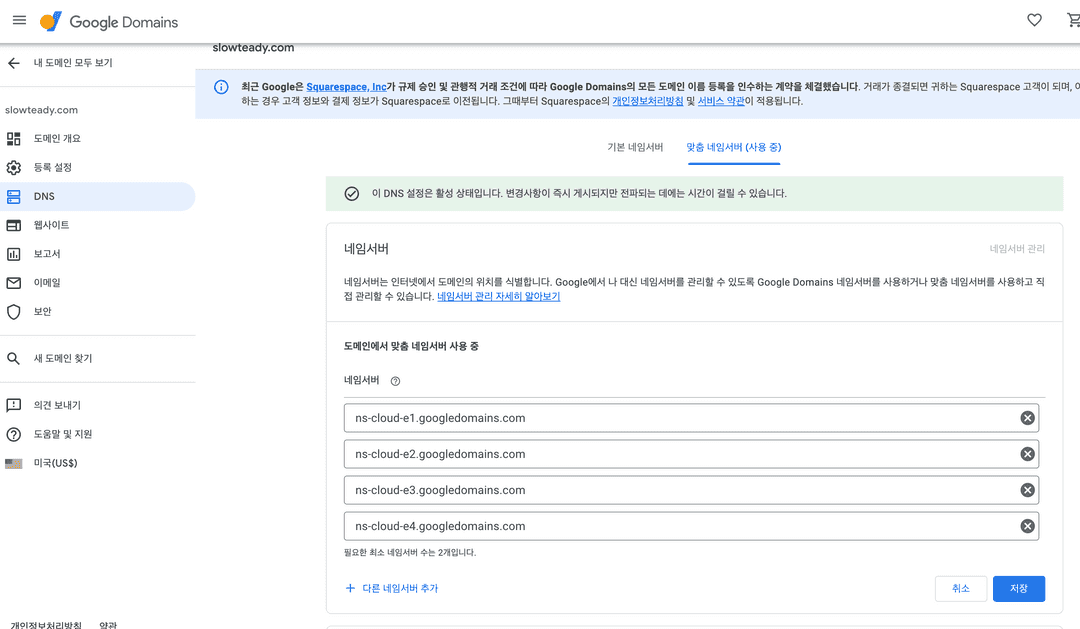 Google Domains
slowteady.com
내 도메인 모두 보기
slowteady.com
도메인 개요
등록 설정
DNS
웹사이트
보고서
이메일
보안
새 도메인 찾기
의견 보내기
도움말 및 지원
미국(US$)
개인정보처리방침 약관
최근 Google은 Squarespace, Inc가 규제 승인 및 관행적 거래 조건에 따라 Google Domains의 모든 도메인 이름 등록을 인수하는 계약을 체결했습니다. 거래가 종결되면 귀하는 Squarespace 고객이 되며,
하는 경우 고객 정보와 결제 정보가 Squarespace로 이전됩니다. 그때부터 Squarespace의 개인정보처리방침 및 서비스 약관이 적용됩니다.
기본 네임서버 맞춤 네임서버 (사용 중)
이 DNS 설정은 활성 상태입니다. 변경사항이 즉시 게시되지만 전파되는 데에는 시간이 걸릴 수 있습니다.
네임서버 네임서버 관리
네임서버는 인터넷에서 도메인의 위치를 식별합니다. Google에서 나 대신 네임서버를 관리할 수 있도록 Google Domains 네임서버를 사용하거나 맞춤 네임서버를 사용하고 직
접 관리할 수 있습니다. 네임서버 관리 자세히 알아보기
도메인에서 맞춤 네임서버 사용 중
네임서버
ns-cloud-e1.googledomains.com
ns-cloud-e2.googledomains.com
ns-cloud-e3.googledomains.com
ns-cloud-e4.googledomains.com
필요한 최소 네임서버 수는 2개입니다.
+ 다른 네임서버 추가
취소 저장